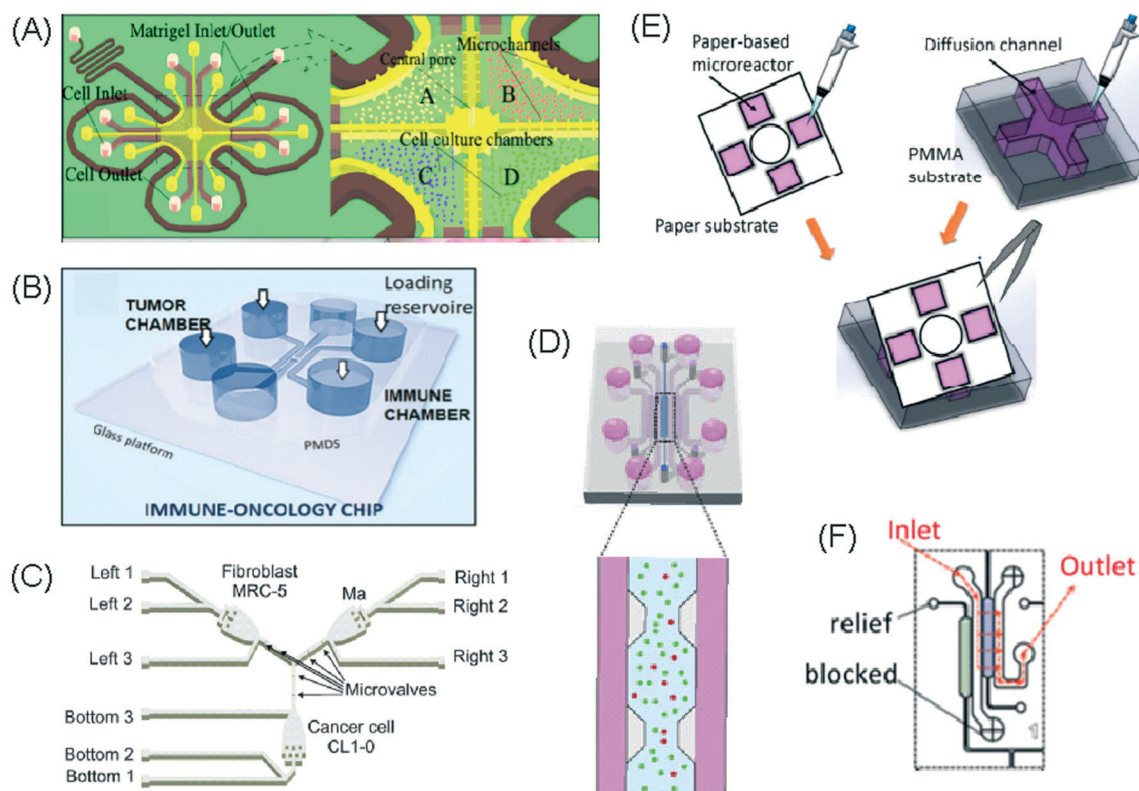 (A)
Matrigel Inlet/Outlet
Cell Inlet
Cell Outlet
Microchannels
Central pore
A
B
Cell culture chambers
C
D
(B)
TUMOR
CHAMBER
Loading
reservoire
IMMUNE
CHAMBER
Glass platform
PMDS
IMMUNE-ONCOLOGY CHIP
(C)
Left 1
Left 2
Left 3
Fibroblast
MRC-5
Ma
Right 1
Right 2
Right 3
Microvalves
Bottom 3
Bottom 2
Bottom 1
Cancer cell
CL1-0
(D)
(E)
Paper-based
microreactor
Diffusion channel
PMMA
substrate
Paper substrate
(F)
Inlet
Outlet
relief
blocked
1